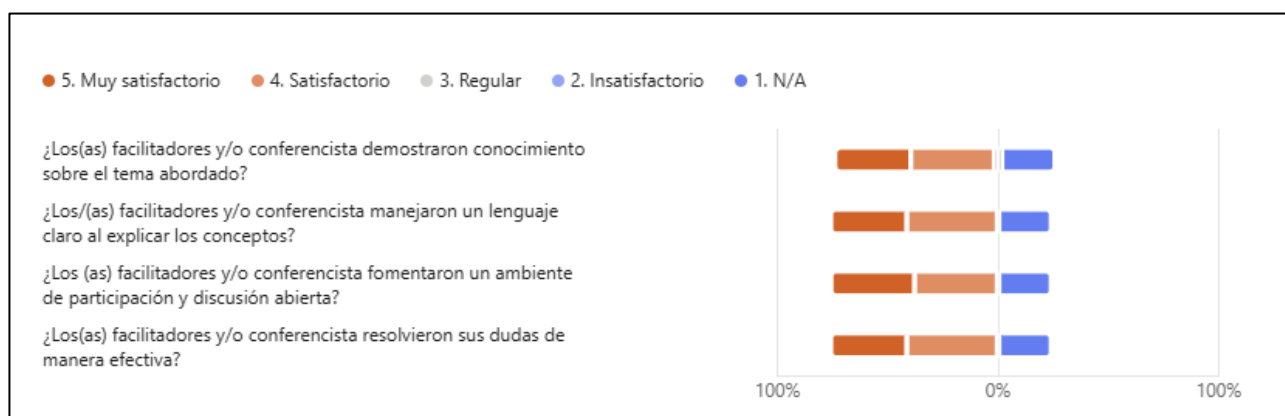 5. Muy satisfactorio 4. Satisfactorio 3. Regular 2. Insatisfactorio 1. N/A
¿Los(as) facilitadores y/o conferencista demostraron conocimiento
sobre el tema abordado?
¿Los/(as) facilitadores y/o conferencista manejaron un lenguaje
claro al explicar los conceptos?
¿Los (as) facilitadores y/o conferencista fomentaron un ambiente
de participación y discusión abierta?
¿Los(as) facilitadores y/o conferencista resolvieron sus dudas de
manera efectiva?
100% 0% 100%